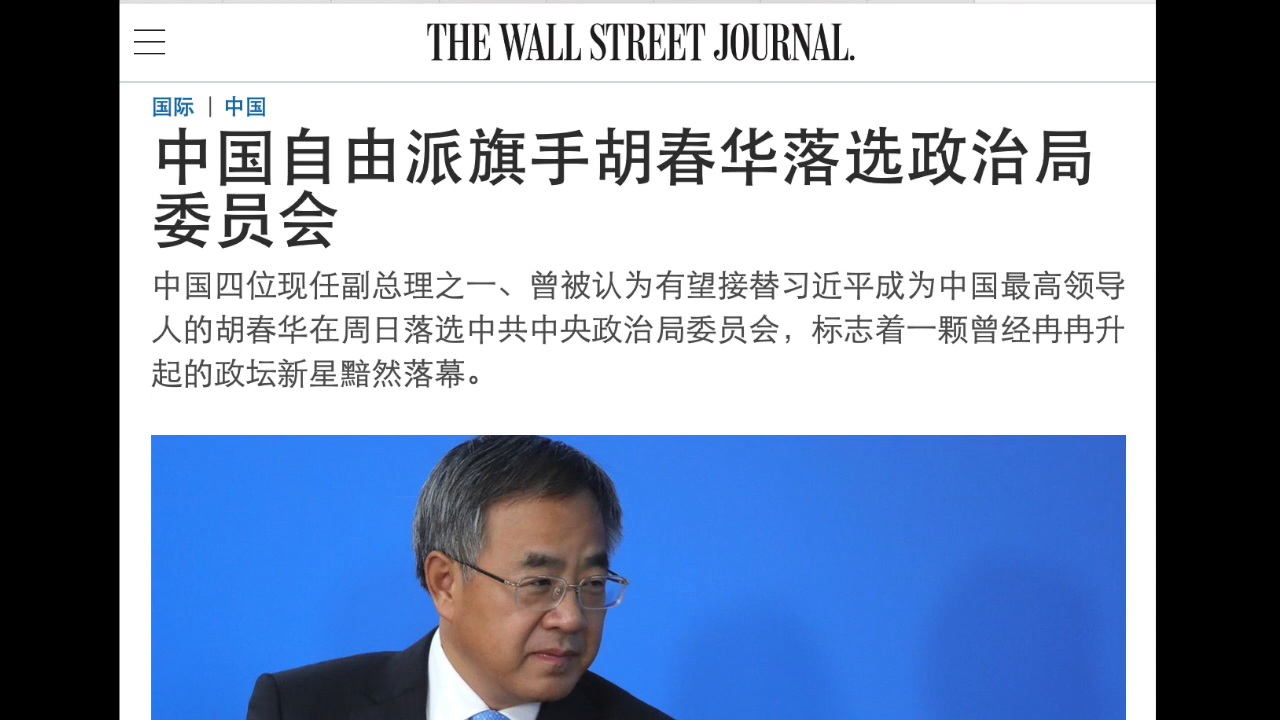 THE WALL STREET JOURNAL.
国际 | 中国
中国自由派旗手胡春华落选政治局
委员会
中国四位现任副总理之一、曾被认为有望接替习近平成为中国最高领导
人的胡春华在周日落选中共中央政治局委员会，标志着一颗曾经冉冉升
起的政坛新星黯然落幕。